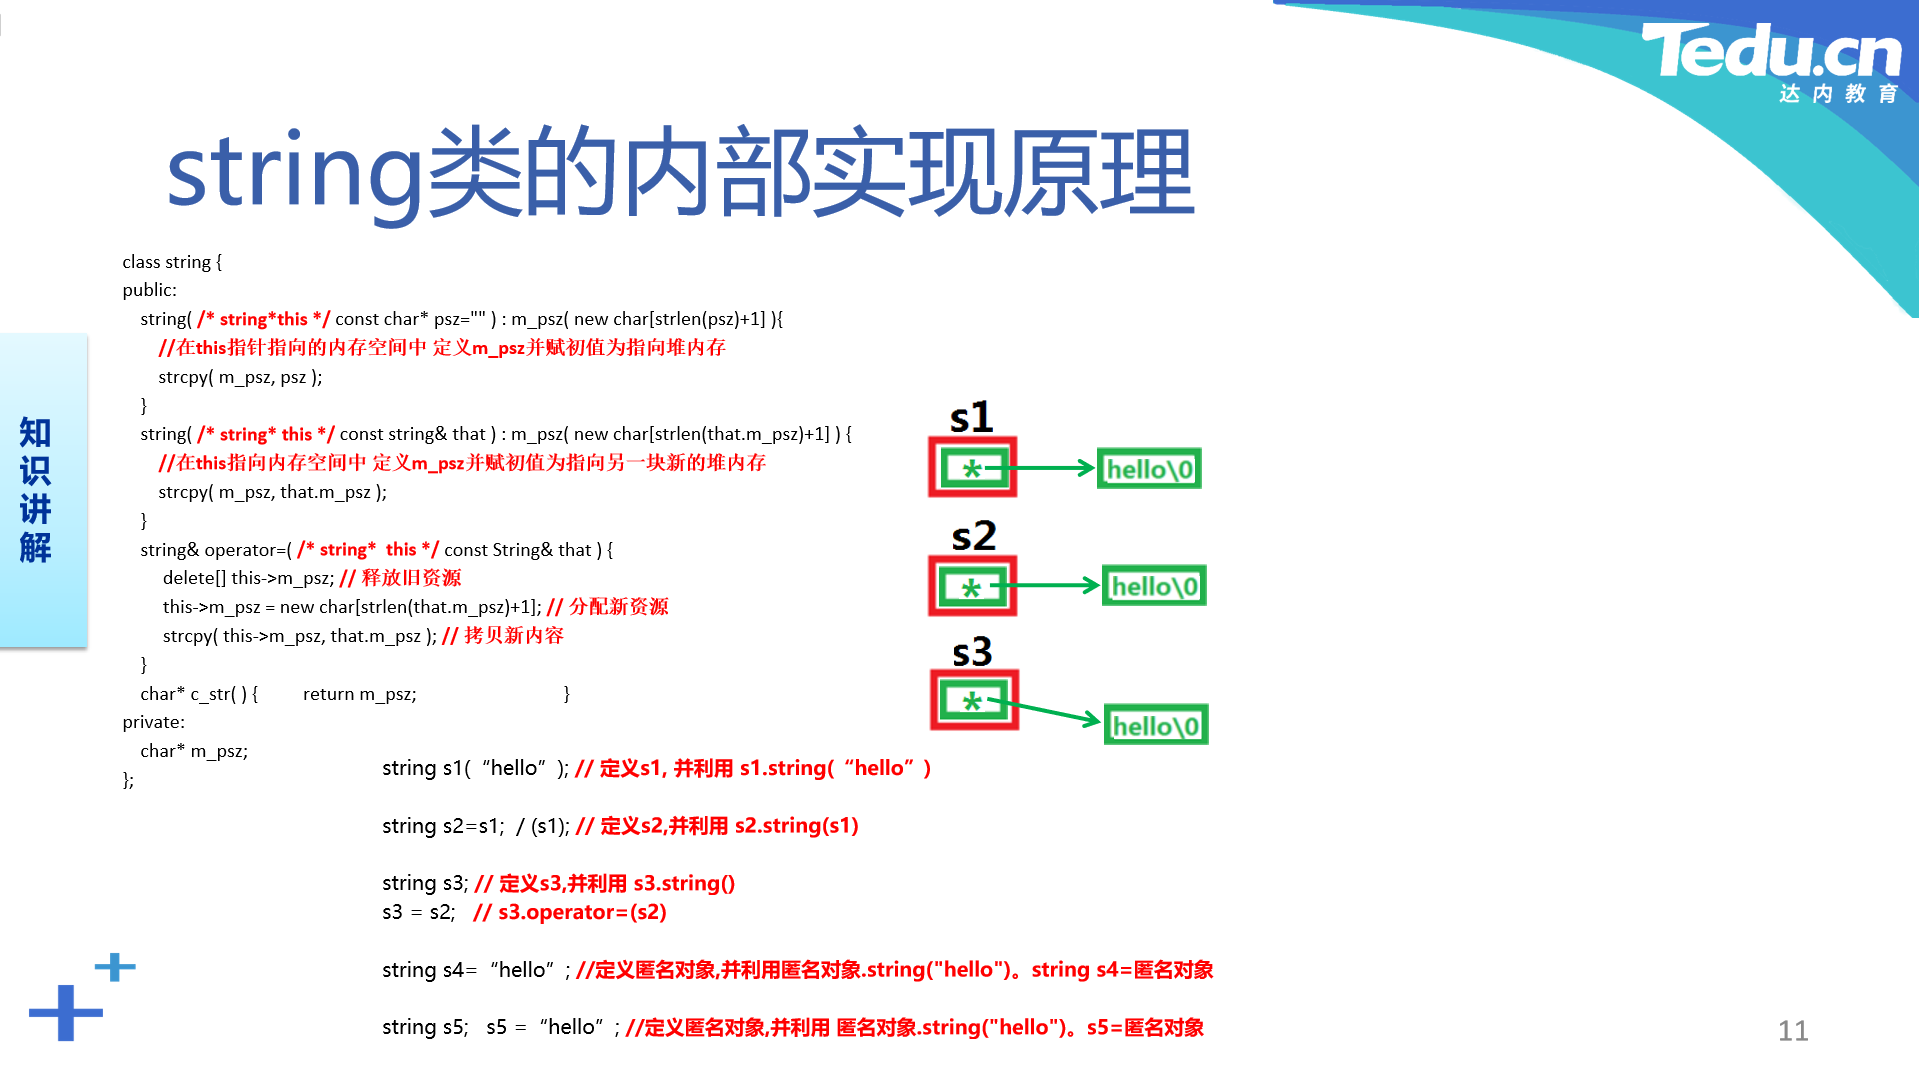 Tedu.cn
达内教育
string类的内部实现原理
知识讲解
class string {
public:
string( /* string*this */ const char* psz="" ) : m_psz( new char[strlen(psz)+1] ){
//在this指针指向的内存空间中 定义m_psz并赋初值为指向堆内存
strcpy( m_psz, psz );
}
string( /* string* this */ const string& that ) : m_psz( new char[strlen(that.m_psz)+1] ) {
//在this指向内存空间中 定义m_psz并赋初值为指向另一块新的堆内存
strcpy( m_psz, that.m_psz );
}
string& operator=( /* string*  this */ const String& that ) {
delete[] this->m_psz; // 释放旧资源
this->m_psz = new char[strlen(that.m_psz)+1]; // 分配新资源
strcpy( this->m_psz, that.m_psz ); // 拷贝新内容
}
char* c_str( ) {        return m_psz;        }
private:
char* m_psz;
};
s1
* hello\0
s2
* hello\0
s3
* hello\0
string s1(“hello”); // 定义s1, 并利用 s1.string(“hello”)
string s2=s1;  / (s1); // 定义s2,并利用 s2.string(s1)
string s3; // 定义s3,并利用 s3.string()
s3 = s2;   // s3.operator=(s2)
string s4=“hello”; //定义匿名对象,并利用匿名对象.string("hello")。string s4=匿名对象
string s5;   s5 =“hello”; //定义匿名对象,并利用 匿名对象.string("hello")。s5=匿名对象
11